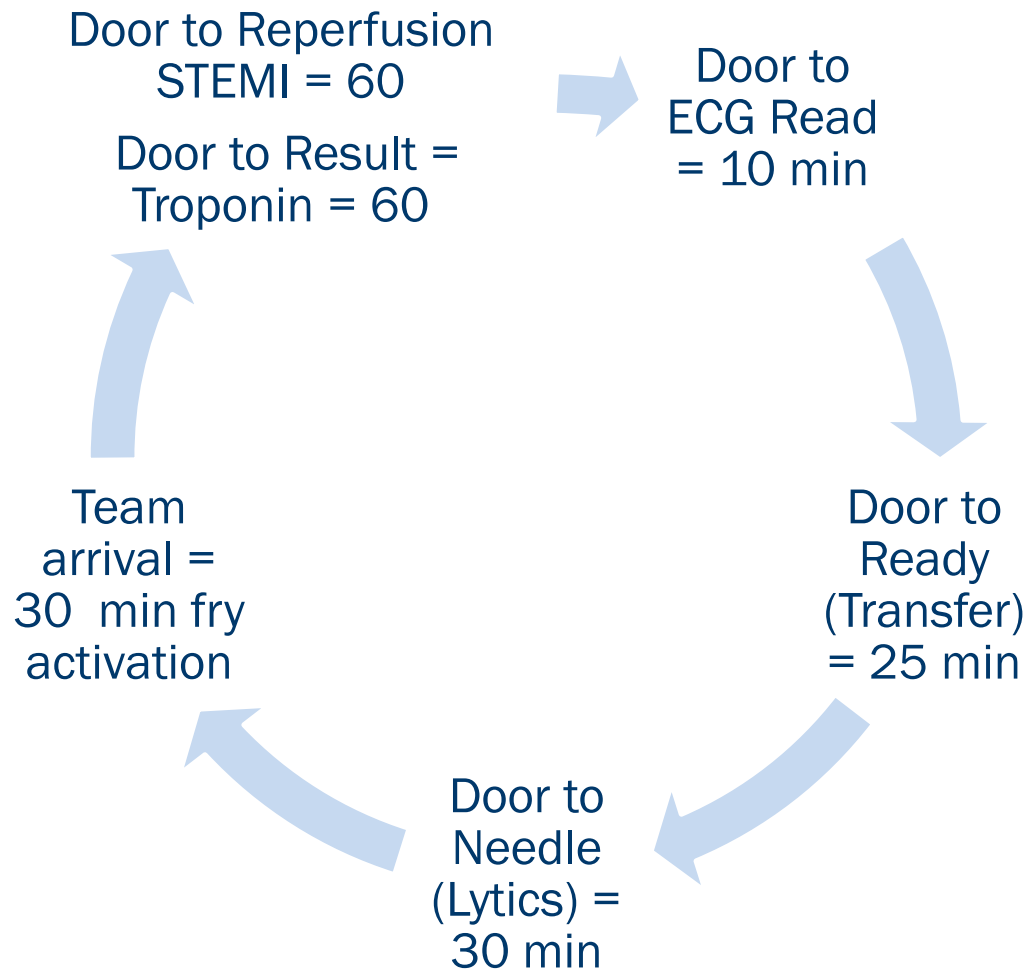 Door to Reperfusion
STEMI = 60
Door to Result =
Troponin = 60
Door to
ECG Read
= 10 min
Door to
Ready
(Transfer)
= 25 min
Door to
Needle
(Lytics) =
30 min
Team
arrival =
30  min fry
activation